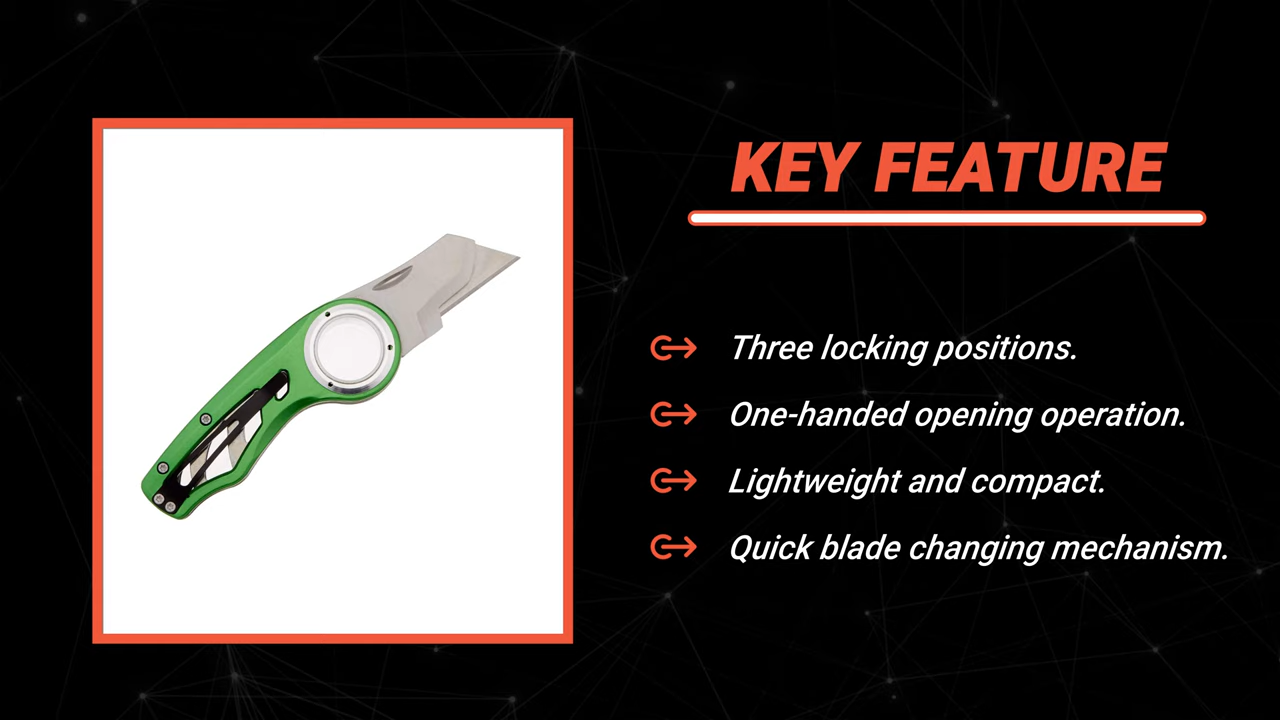 KEY FEATURE
Three locking positions.
One-handed opening operation.
Lightweight and compact.
Quick blade changing mechanism.